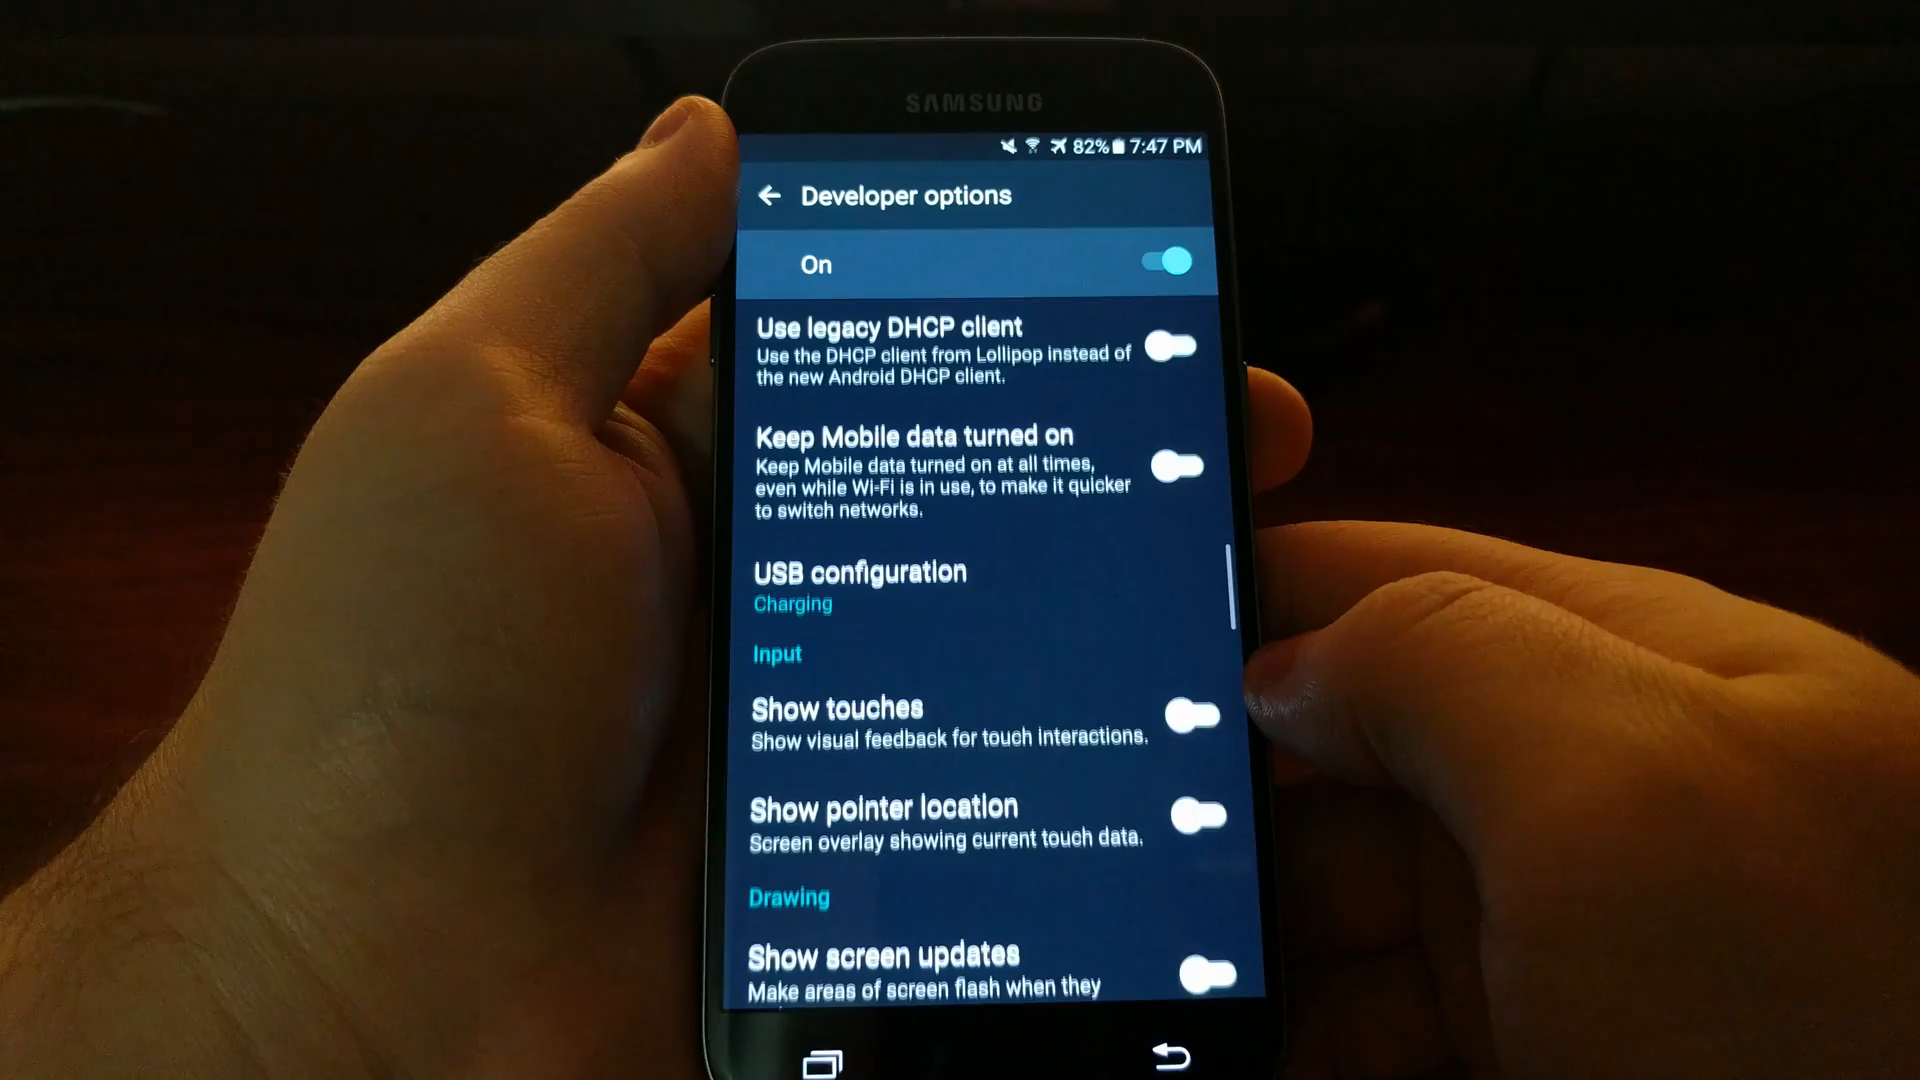 SAMSUNG
82% 7:47 PM
Developer options
On
Use legacy DHCP client
Use the DHCP client from Lollipop instead of
the new Android DHCP client.
Keep Mobile data turned on
Keep Mobile data turned on at all times,
even while Wi-Fi is in use, to make it quicker
to switch networks.
USB configuration
Charging
Input
Show touches
Show visual feedback for touch interactions.
Show pointer location
Screen overlay showing current touch data.
Drawing
Show screen updates
Make areas of screen flash when they